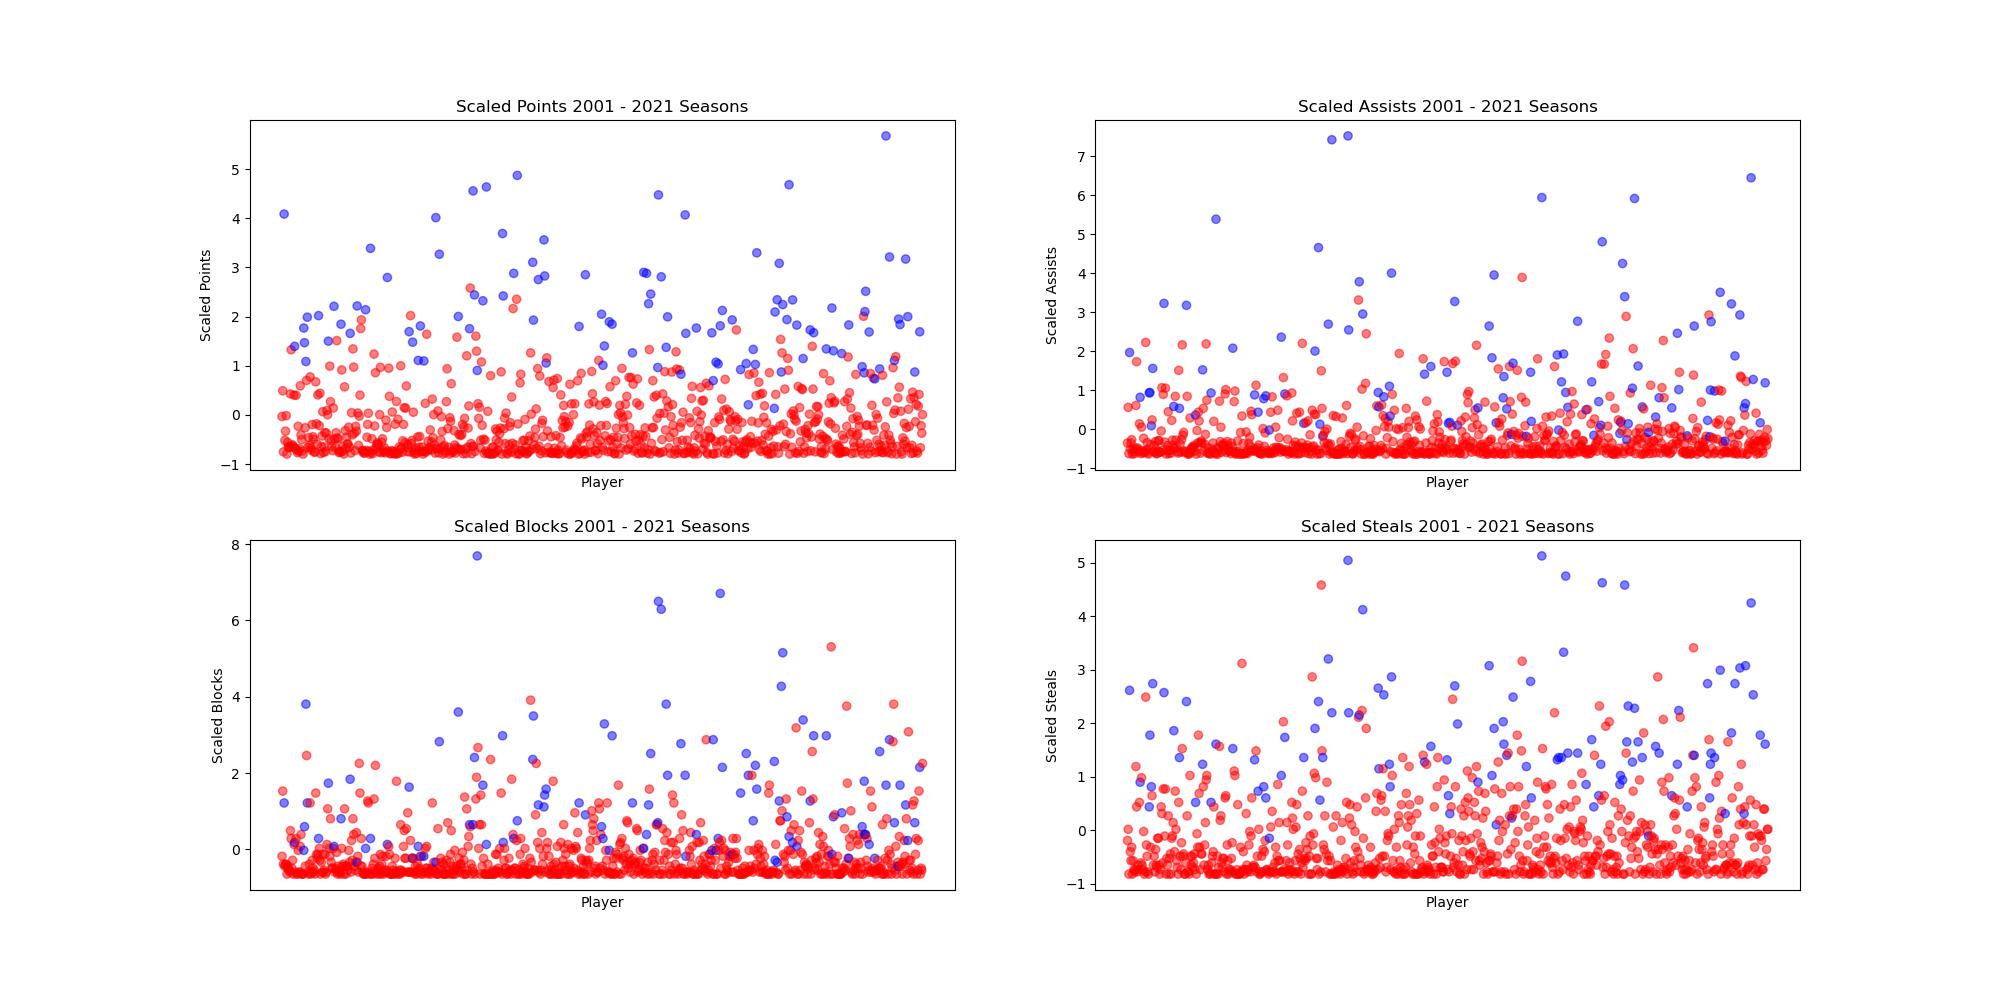 Scaled Points 2001 - 2021 Seasons
5
4
3
2
1
0
−1
Scaled Points
Player
Scaled Assists 2001 - 2021 Seasons
7
6
5
4
3
2
1
0
−1
Scaled Assists
Player
Scaled Blocks 2001 - 2021 Seasons
8
6
4
2
0
Scaled Blocks
Player
Scaled Steals 2001 - 2021 Seasons
5
4
3
2
1
0
−1
Scaled Steals
Player